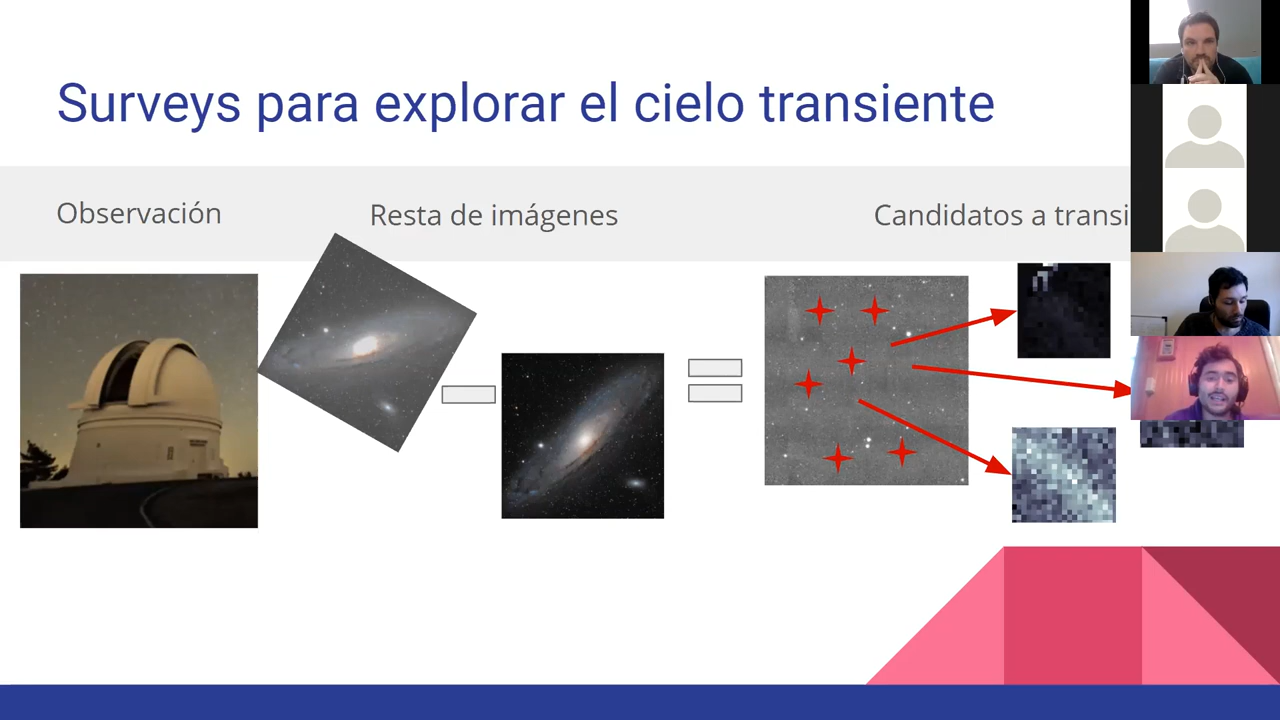 Surveys para explorar el cielo transiente
Observación
Resta de imágenes
Candidatos a transi